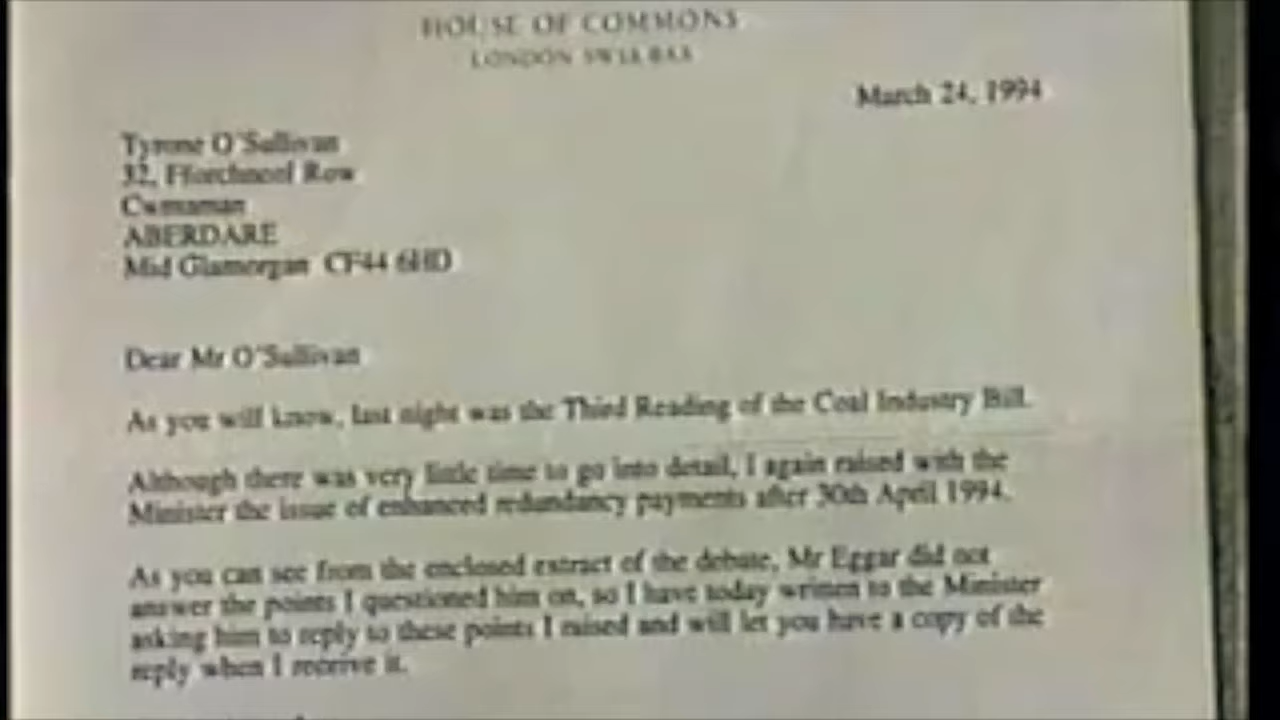 HOUSE OF COMMONS
LONDON SW1A 0AA
March 24, 1994
Tyrone O'Sullivan
32, Fforchneol Row
Cwmaman
ABERDARE
Mid Glamorgan CF44 6HD
Dear Mr O'Sullivan
As you will know, last night was the Third Reading of the Coal Industry Bill.
Although there was very little time to go into detail, I again raised with the
Minister the issue of enhanced redundancy payments after 30th April 1994.
As you can see from the enclosed extract of the debate, Mr Eggar did not
answer the points I questioned him on, so I have today written to the Minister
asking him to reply to these points I raised and will let you have a copy of the
reply when I receive it.